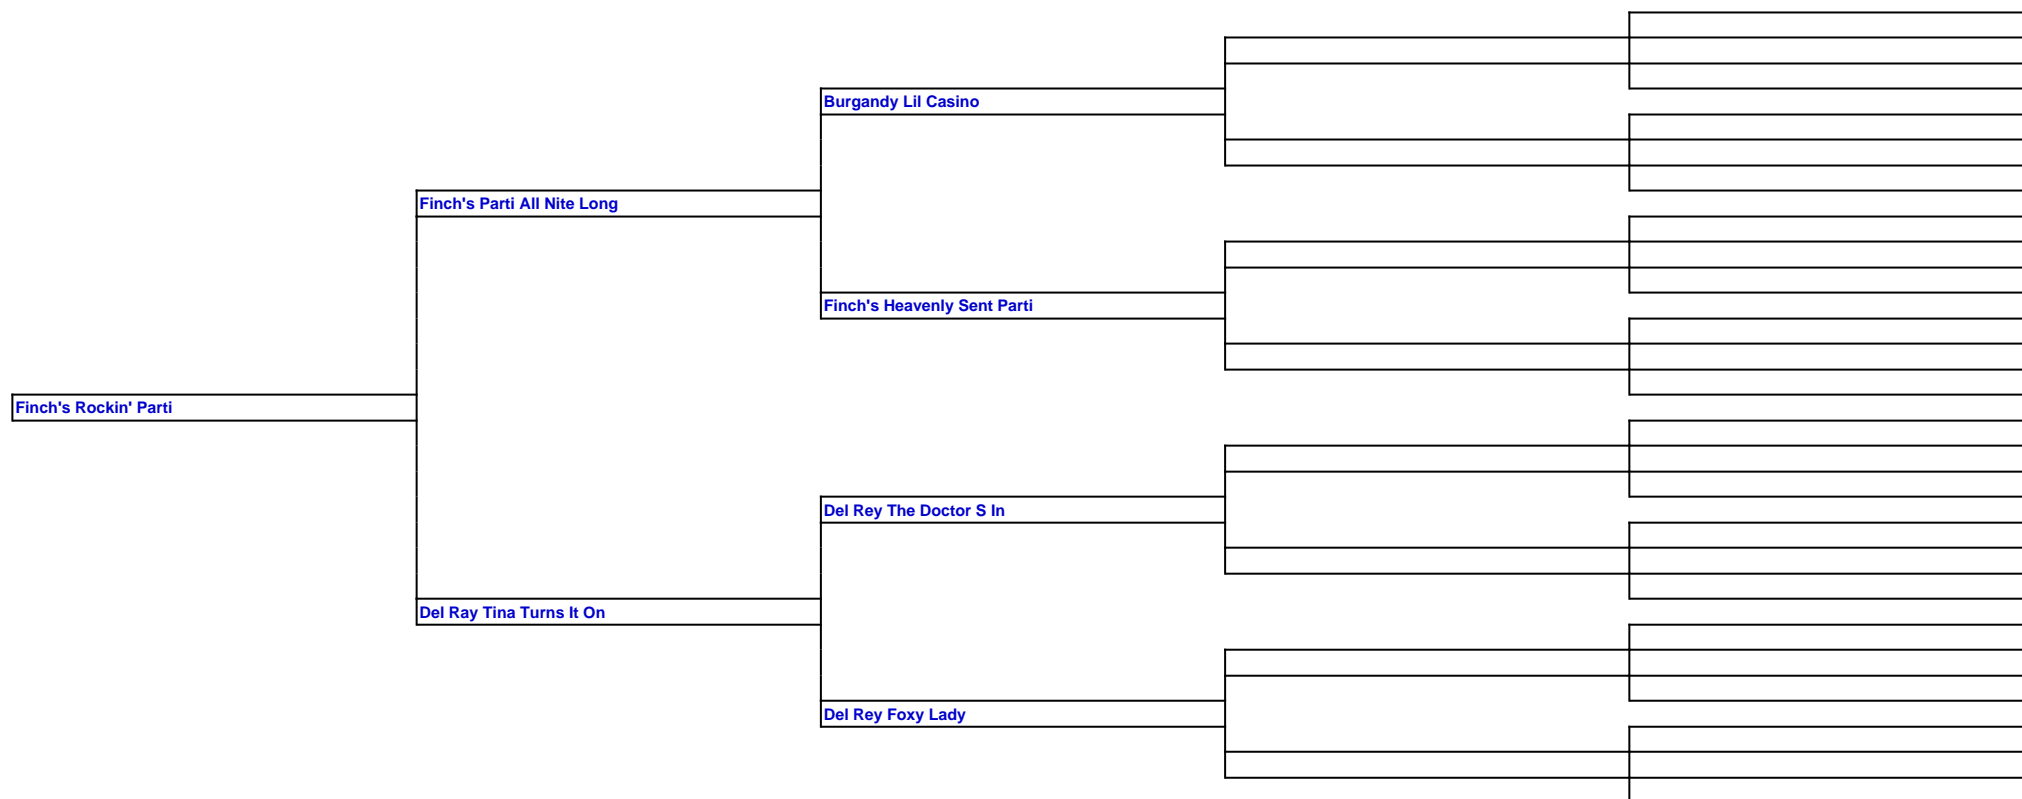 Burgandy Lil Casino
Finch's Parti All Nite Long
Finch's Heavenly Sent Parti
Finch's Rockin' Parti
Del Rey The Doctor S In
Del Ray Tina Turns It On
Del Rey Foxy Lady